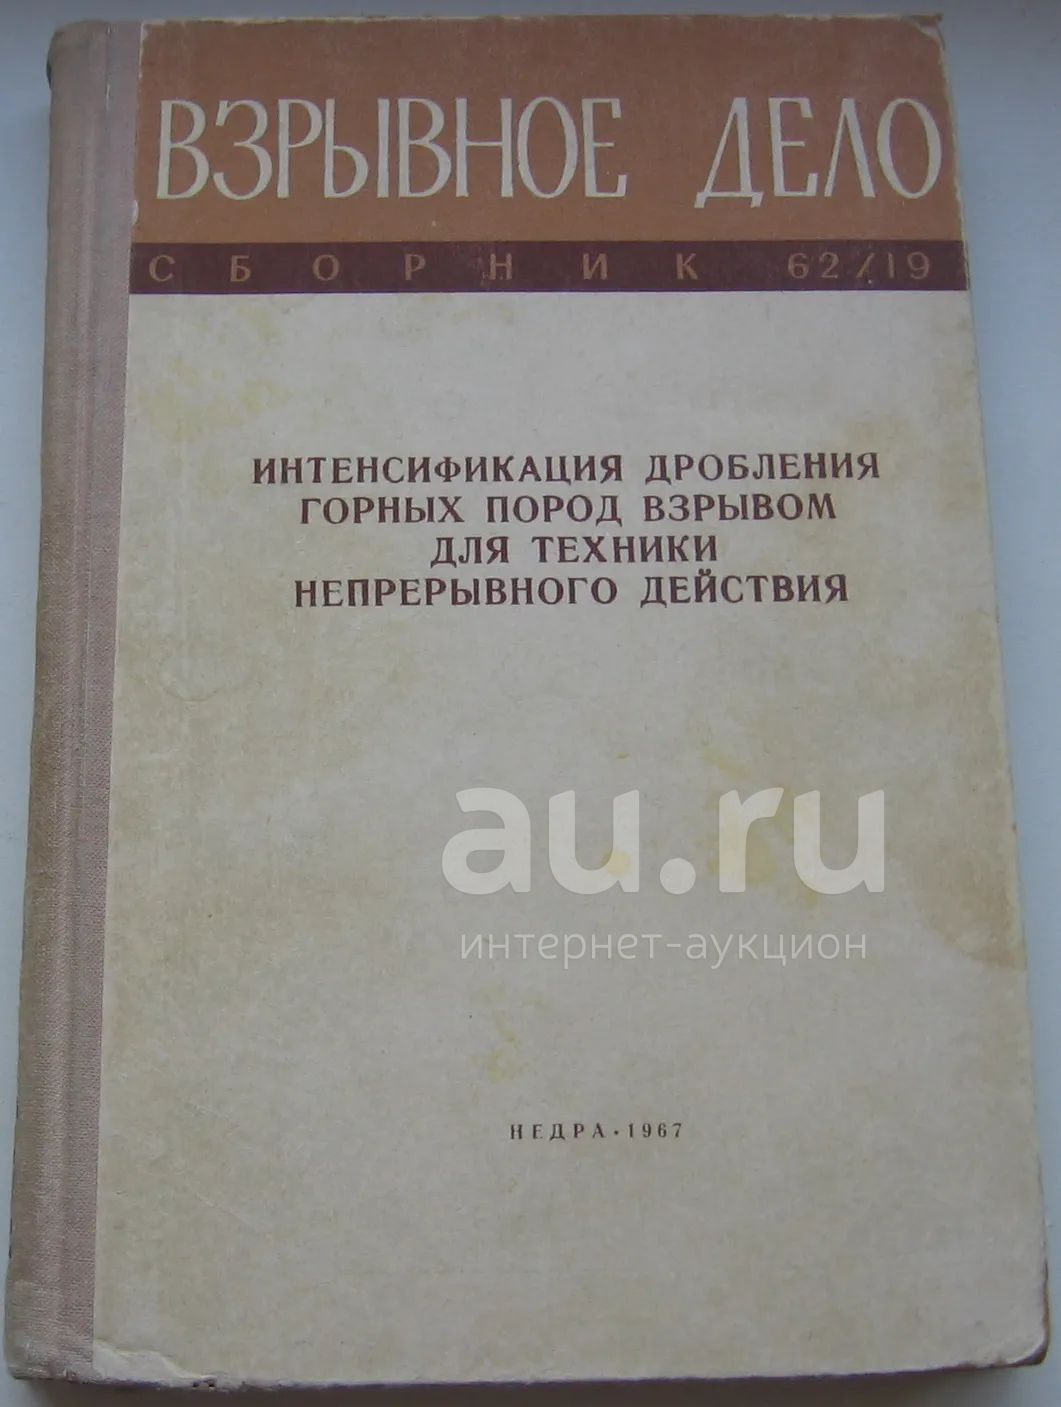 ВЗРЫВНОЕ ДЕЛО
СБОРНИК 62/19
ИНТЕНСИФИКАЦИЯ ДРОБЛЕНИЯ
ГОРНЫХ ПОРОД ВЗРЫВОМ
ДЛЯ ТЕХНИКИ
НЕПРЕРЫВНОГО ДЕЙСТВИЯ
au.ru
интернет-аукцион
НЕДРА · 1967